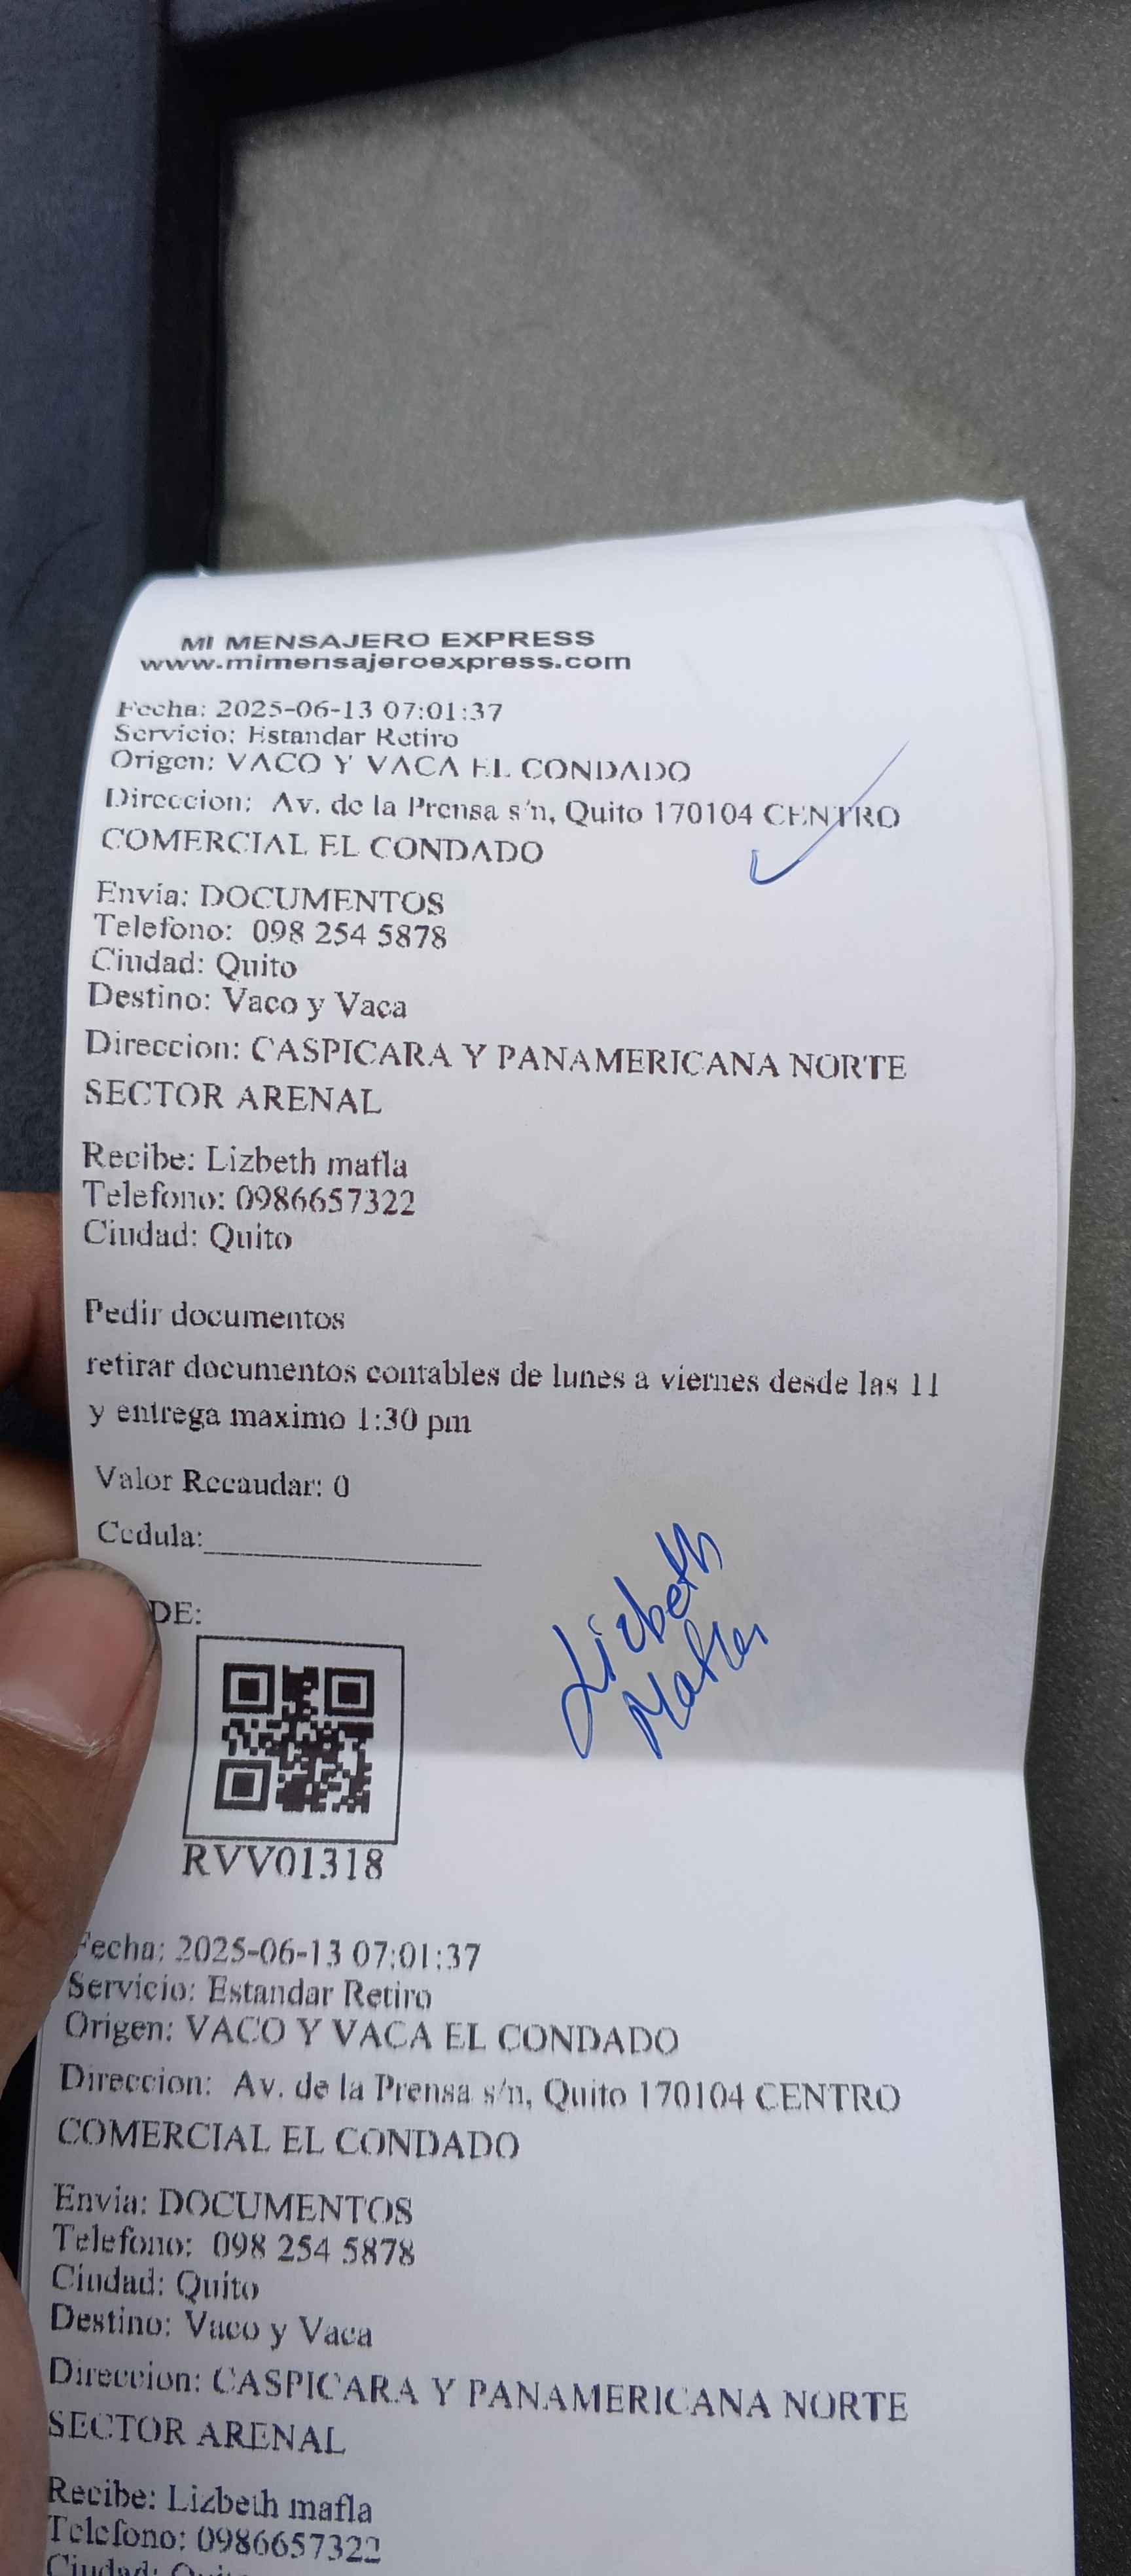 MI MENSAJERO EXPRESS
www.mimensajeroexpress.com
Fecha: 2025-06-13 07:01:37
Servicio: Estandar Retiro
Origen: VACO Y VACA EL CONDADO
Direccion: Av. de la Prensa s/n, Quito 170104 CENTRO
COMERCIAL EL CONDADO
Envia: DOCUMENTOS
Telefono: 098 254 5878
Ciudad: Quito
Destino: Vaco y Vaca
Direccion: CASPICARA Y PANAMERICANA NORTE
SECTOR ARENAL
Recibe: Lizbeth mafla
Telefono: 0986657322
Ciudad: Quito
Pedir documentos
retirar documentos contables de lunes a viernes desde las 11
y entrega maximo 1:30 pm
Valor Recaudar: 0
Cedula:
DE:
Lizbeth
Mafla
RVV01318
Fecha: 2025-06-13 07:01:37
Servicio: Estandar Retiro
Origen: VACO Y VACA EL CONDADO
Direccion: Av. de la Prensa s/n, Quito 170104 CENTRO
COMERCIAL EL CONDADO
Envia: DOCUMENTOS
Telefono: 098 254 5878
Ciudad: Quito
Destino: Vaco y Vaca
Direccion: CASPICARA Y PANAMERICANA NORTE
SECTOR ARENAL
Recibe: Lizbeth mafla
Telefono: 0986657322
Ciudad: Quito